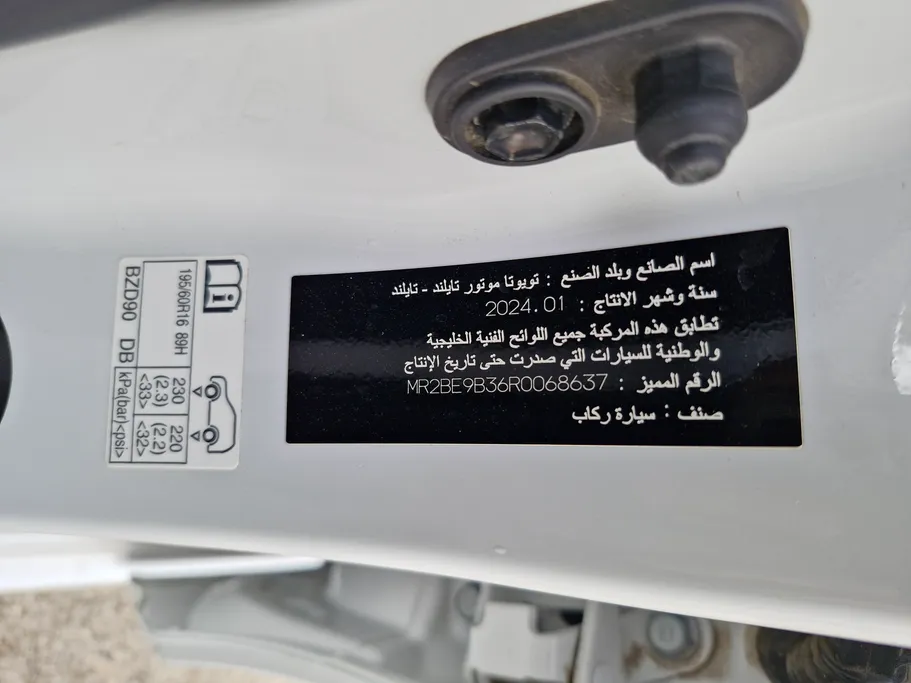 اسم الصانع وبلد الصنع : تويوتا موتور تايلند - تايلند
سنة وشهر الانتاج : 2024.01
تطابق هذه المركبة جميع اللوائح الفنية الخليجية
والوطنية للسيارات التي صدرت حتى تاريخ الإنتاج
الرقم المميز : MR2BE9B36R0068637
صنف : سيارة ركاب
195/60R16 89H
230 (2.3) <33>
220 (2.2) <32>
kPa(bar)<psi>
BZD90 DB